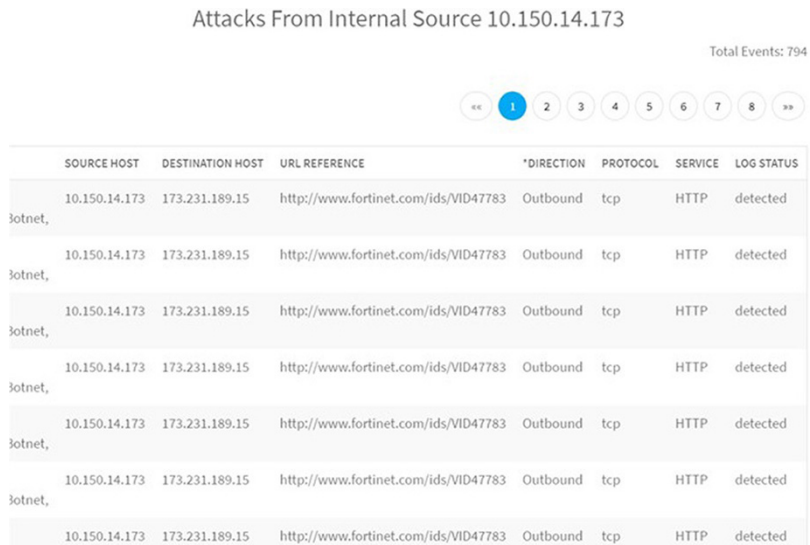 Attacks From Internal Source 10.150.14.173
Total Events: 794
«« 1 2 3 4 5 6 7 8 »»
SOURCE HOST DESTINATION HOST URL REFERENCE *DIRECTION PROTOCOL SERVICE LOG STATUS
10.150.14.173 173.231.189.15 http://www.fortinet.com/ids/VID47783 Outbound tcp HTTP detected
Botnet,
10.150.14.173 173.231.189.15 http://www.fortinet.com/ids/VID47783 Outbound tcp HTTP detected
Botnet,
10.150.14.173 173.231.189.15 http://www.fortinet.com/ids/VID47783 Outbound tcp HTTP detected
Botnet,
10.150.14.173 173.231.189.15 http://www.fortinet.com/ids/VID47783 Outbound tcp HTTP detected
Botnet,
10.150.14.173 173.231.189.15 http://www.fortinet.com/ids/VID47783 Outbound tcp HTTP detected
Botnet,
10.150.14.173 173.231.189.15 http://www.fortinet.com/ids/VID47783 Outbound tcp HTTP detected
Botnet,
10.150.14.173 173.231.189.15 http://www.fortinet.com/ids/VID47783 Outbound tcp HTTP detected